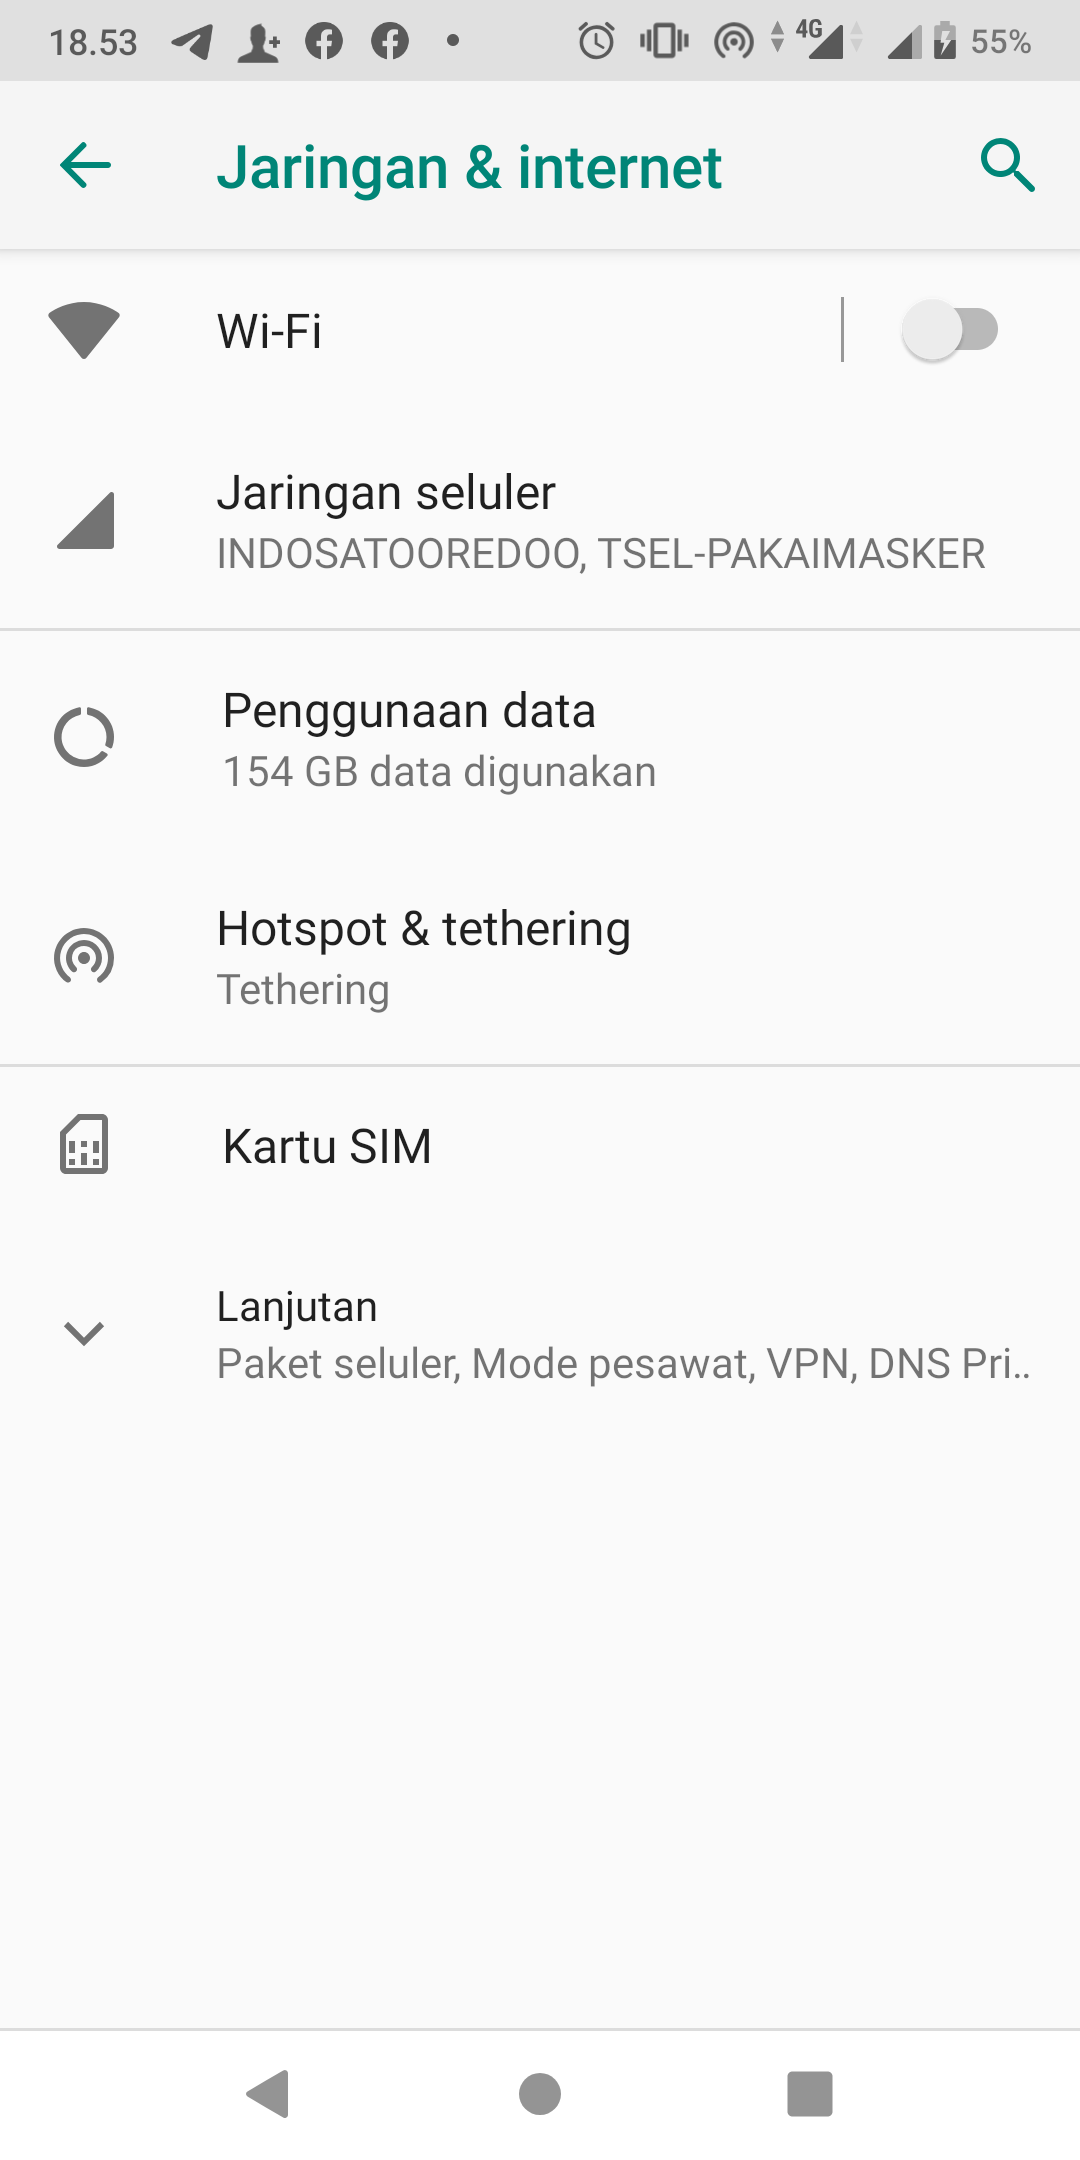 18.53
4G
55%
Jaringan & internet
Wi-Fi
Jaringan seluler
INDOSATOOREDOO, TSEL-PAKAIMASKER
Penggunaan data
154 GB data digunakan
Hotspot & tethering
Tethering
Kartu SIM
Lanjutan
Paket seluler, Mode pesawat, VPN, DNS Pri..